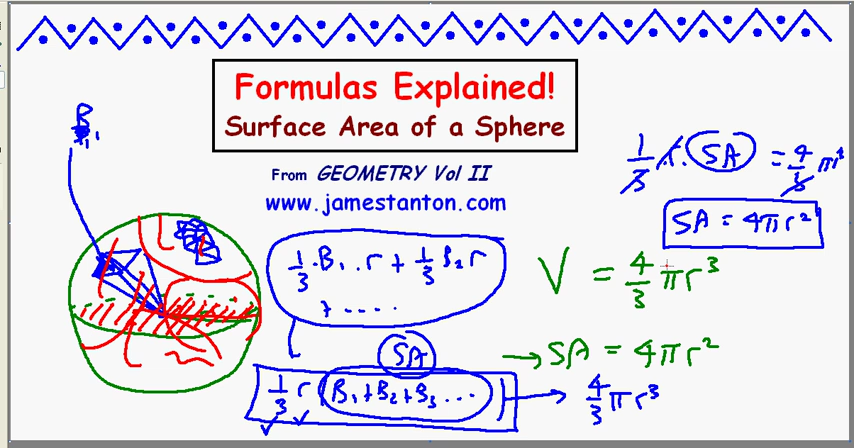 Formulas Explained!
Surface Area of a Sphere
From GEOMETRY Vol II
www.jamestanton.com
B₁
1/3 r. SA = 4/3 πr³
SA = 4πr²
1/3 · B₁ . r + 1/3 B₂ r
+ ....
V = 4/3 πr³
SA
→ SA = 4πr²
1/3 r (B₁ + B₂ + B₃ ...) → 4/3 πr³